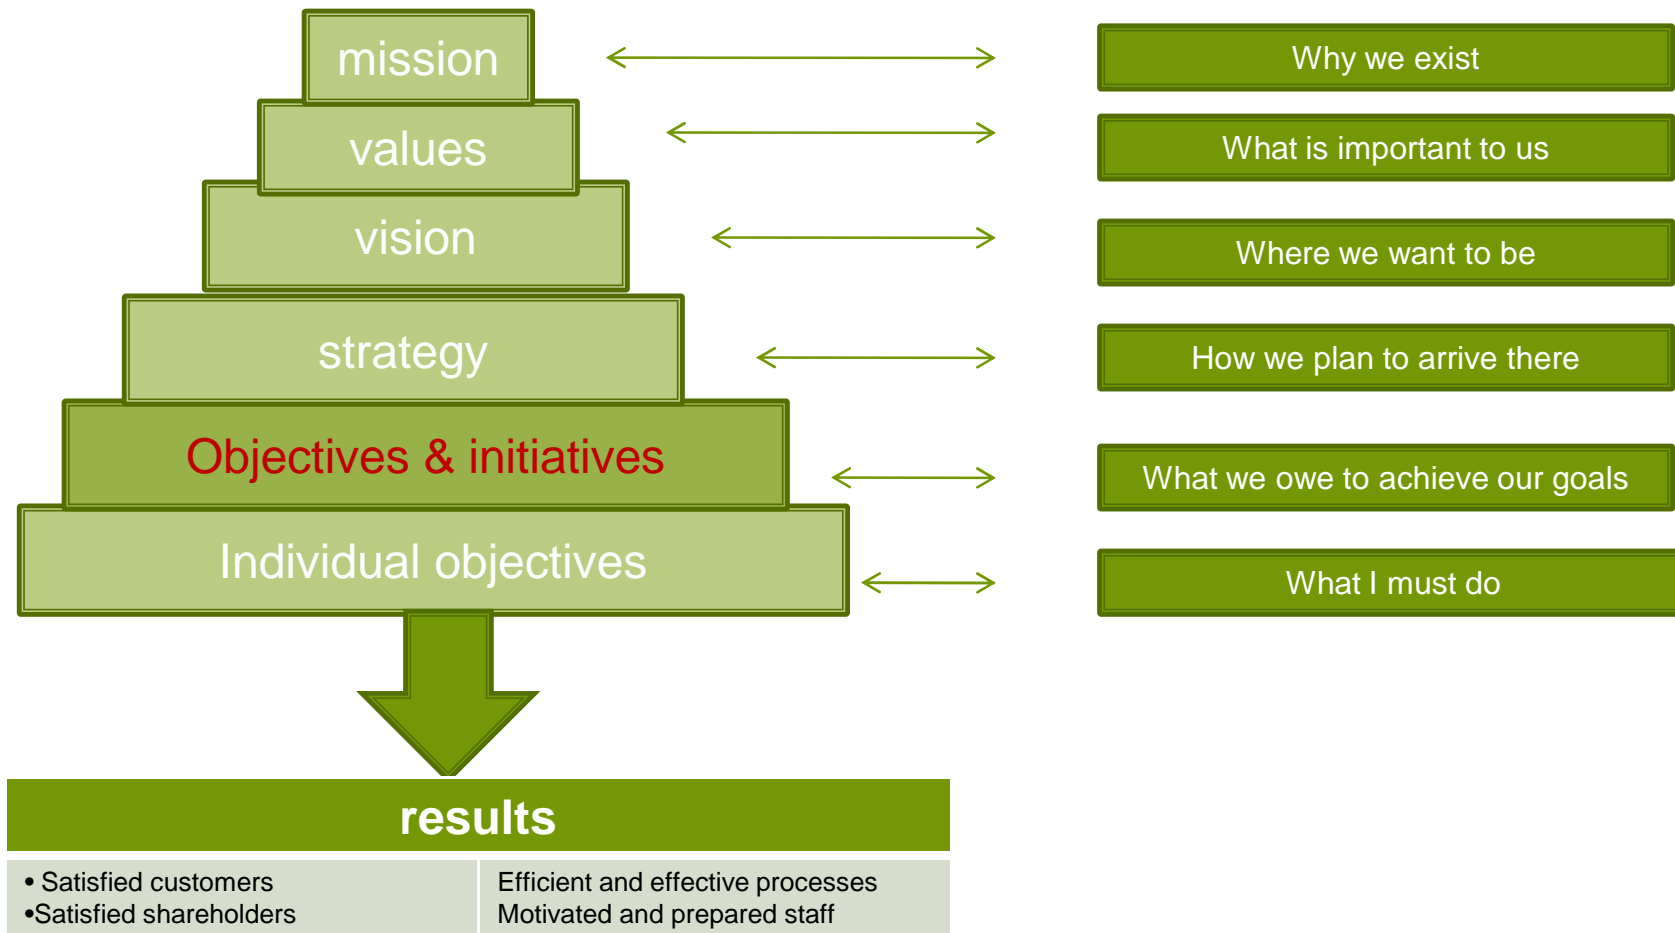 mission
Why we exist
values
What is important to us
vision
Where we want to be
strategy
How we plan to arrive there
Objectives & initiatives
What we owe to achieve our goals
Individual objectives
What I must do
results
• Satisfied customers
•Satisfied shareholders
Efficient and effective processes
Motivated and prepared staff